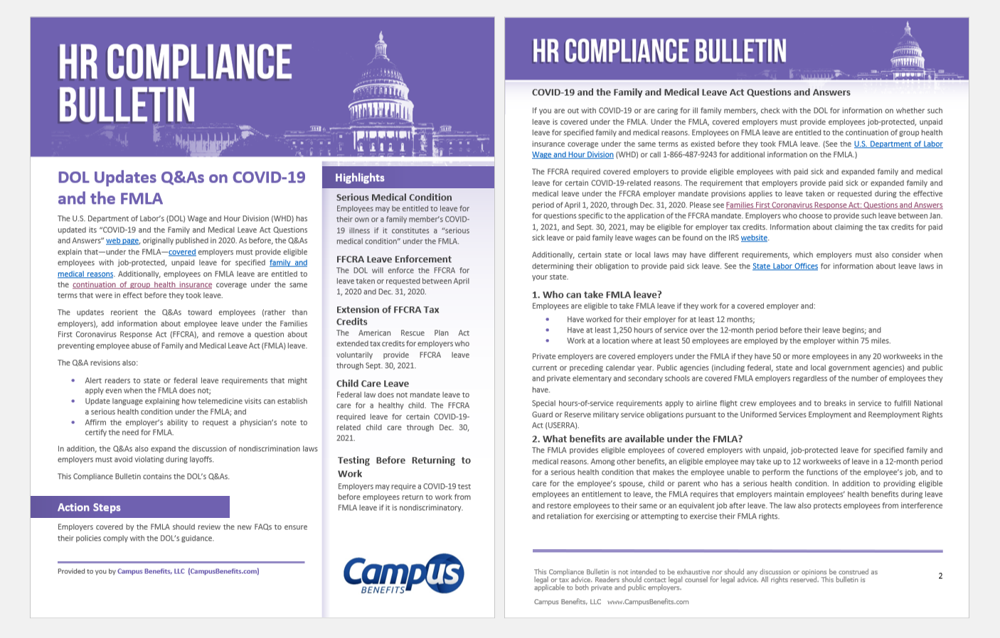 HR COMPLIANCE
BULLETIN
DOL Updates Q&As on COVID-19
and the FMLA
The U.S. Department of Labor's (DOL) Wage and Hour Division (WHD) has
updated its “COVID-19 and the Family and Medical Leave Act Questions
and Answers” web page, originally published in 2020. As before, the Q&As
explain that—under the FMLA—covered employers must provide eligible
employees with job-protected, unpaid leave for specified family and
medical reasons. Additionally, employees on FMLA leave are entitled to
the continuation of group health insurance coverage under the same
terms that were in effect before they took leave.
The updates reorient the Q&As toward employees (rather than
employers), add information about employee leave under the Families
First Coronavirus Response Act (FFCRA), and remove a question about
preventing employee abuse of Family and Medical Leave Act (FMLA) leave.
The Q&A revisions also:
• Alert readers to state or federal leave requirements that might
apply even when the FMLA does not;
• Update language explaining how telemedicine visits can establish
a serious health condition under the FMLA; and
• Affirm the employer's ability to request a physician's note to
certify the need for FMLA.
In addition, the Q&As also expand the discussion of nondiscrimination laws
employers must avoid violating during layoffs.
This Compliance Bulletin contains the DOL's Q&As.
Action Steps
Employers covered by the FMLA should review the new FAQs to ensure
their policies comply with the DOL's guidance.
Provided to you by Campus Benefits, LLC (CampusBenefits.com)
Highlights
Serious Medical Condition
Employees may be entitled to leave for
their own or a family member's COVID-
19 illness if it constitutes a “serious
medical condition” under the FMLA.
FFCRA Leave Enforcement
The DOL will enforce the FFCRA for
leave taken or requested between April
1, 2020 and Dec. 31, 2020.
Extension of FFCRA Tax
Credits
The American Rescue Plan Act
extended tax credits for employers who
voluntarily provide FFCRA leave
through Sept. 30, 2021.
Child Care Leave
Federal law does not mandate leave to
care for a healthy child. The FFCRA
required leave for certain COVID-19-
related child care through Dec. 30,
2021.
Testing Before Returning to
Work
Employers may require a COVID-19 test
before employees return to work from
FMLA leave if it is nondiscriminatory.
Campus
BENEFITS
HR COMPLIANCE BULLETIN
COVID-19 and the Family and Medical Leave Act Questions and Answers
If you are out with COVID-19 or are caring for ill family members, check with the DOL for information on whether such
leave is covered under the FMLA. Under the FMLA, covered employers must provide employees job-protected, unpaid
leave for specified family and medical reasons. Employees on FMLA leave are entitled to the continuation of group health
insurance coverage under the same terms as existed before they took FMLA leave. (See the U.S. Department of Labor
Wage and Hour Division (WHD) or call 1-866-487-9243 for additional information on the FMLA.)
The FFCRA required covered employers to provide eligible employees with paid sick and expanded family and medical
leave for certain COVID-19-related reasons. The requirement that employers provide paid sick or expanded family and
medical leave under the FFCRA employer mandate provisions applies to leave taken or requested during the effective
period of April 1, 2020, through Dec. 31, 2020. Please see Families First Coronavirus Response Act: Questions and Answers
for questions specific to the application of the FFCRA mandate. Employers who choose to provide such leave between Jan.
1, 2021, and Sept. 30, 2021, may be eligible for employer tax credits. Information about claiming the tax credits for paid
sick leave or paid family leave wages can be found on the IRS website.
Additionally, certain state or local laws may have different requirements, which employers must also consider when
determining their obligation to provide paid sick leave. See the State Labor Offices for information about leave laws in
your state.
1. Who can take FMLA leave?
Employees are eligible to take FMLA leave if they work for a covered employer and:
• Have worked for their employer for at least 12 months;
• Have at least 1,250 hours of service over the 12-month period before their leave begins; and
• Work at a location where at least 50 employees are employed by the employer within 75 miles.
Private employers are covered employers under the FMLA if they have 50 or more employees in any 20 workweeks in the
current or preceding calendar year. Public agencies (including federal, state and local government agencies) and public
and private elementary and secondary schools are covered FMLA employers regardless of the number of employees they
have.
Special hours-of-service requirements apply to airline flight crew employees and to breaks in service to fulfill National
Guard or Reserve military service obligations pursuant to the Uniformed Services Employment and Reemployment Rights
Act (USERRA).
2. What benefits are available under the FMLA?
The FMLA provides eligible employees of covered employers with unpaid, job-protected leave for specified family and
medical reasons. Among other benefits, an eligible employee may take up to 12 workweeks of leave in a 12-month period
for a serious health condition that makes the employee unable to perform the functions of the employee's job, and to
care for the employee's spouse, child or parent who has a serious health condition. In addition to providing eligible
employees an entitlement to leave, the FMLA requires that employers maintain employees' health benefits during leave
and restore employees to their same or an equivalent job after leave. The law also protects employees from interference
and retaliation for exercising or attempting to exercise their FMLA rights.
This Compliance Bulletin is not intended to be exhaustive nor should any discussion or opinions be construed as
legal or tax advice. Readers should contact legal counsel for legal advice. All rights reserved. This bulletin is
applicable to both private and public employers.
2
Campus Benefits, LLC www.CampusBenefits.com